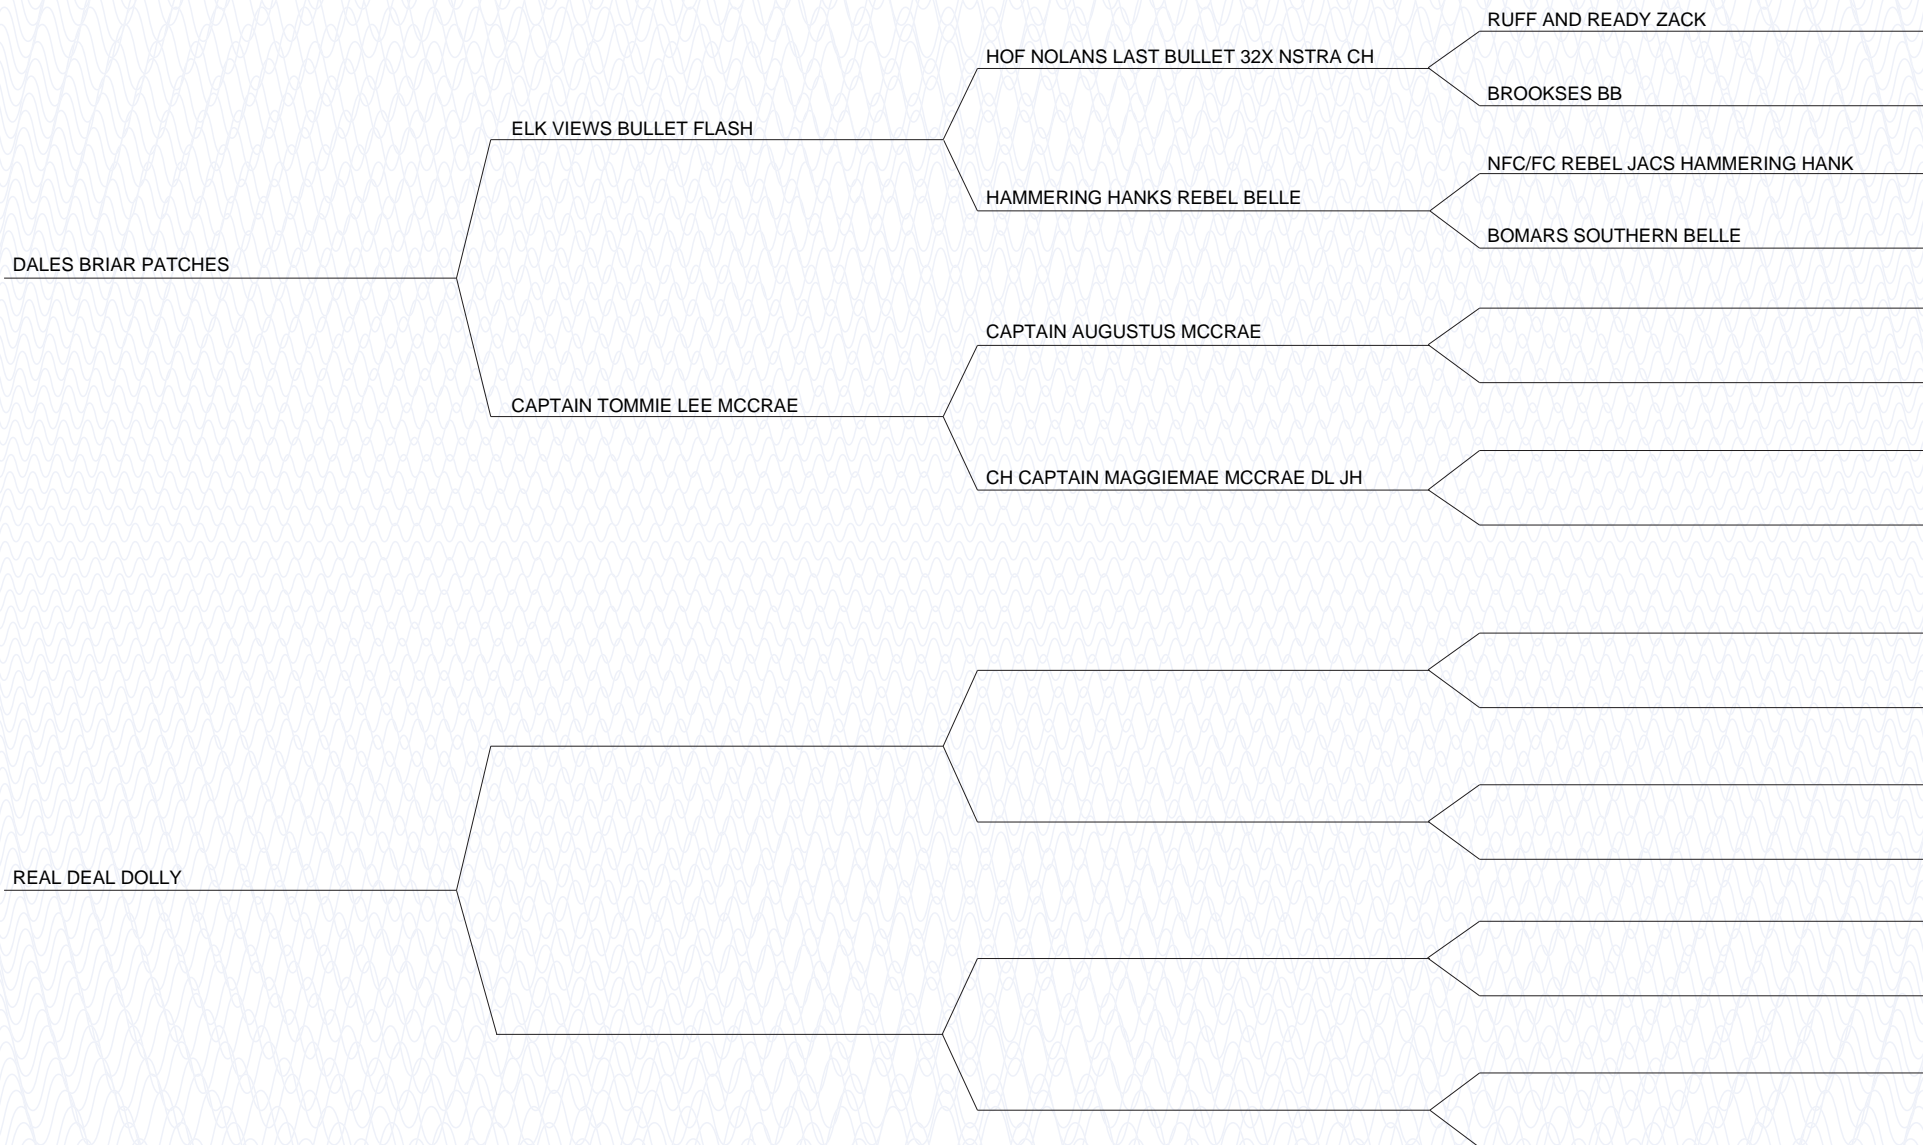 RUFF AND READY ZACK
HOF NOLANS LAST BULLET 32X NSTRA CH
BROOKSES BB
ELK VIEWS BULLET FLASH
NFC/FC REBEL JACS HAMMERING HANK
HAMMERING HANKS REBEL BELLE
BOMARS SOUTHERN BELLE
DALES BRIAR PATCHES
CAPTAIN AUGUSTUS MCCRAE
CAPTAIN TOMMIE LEE MCCRAE
CH CAPTAIN MAGGIEMAE MCCRAE DL JH
REAL DEAL DOLLY